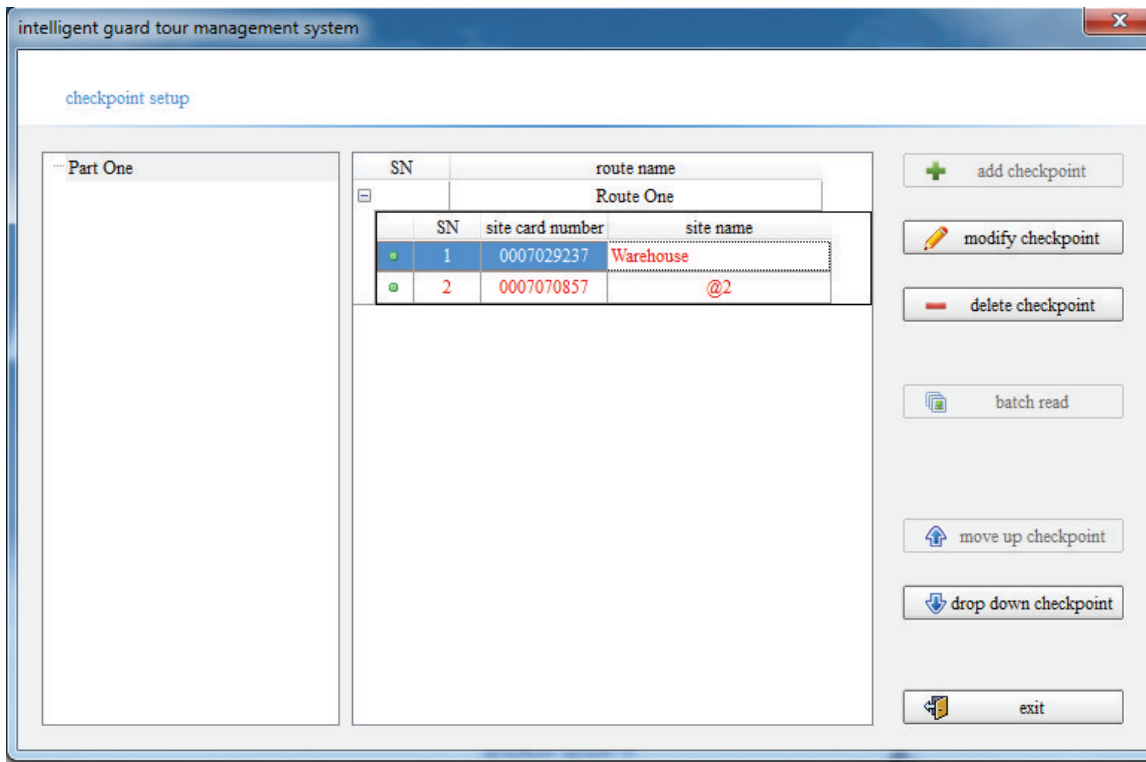 intelligent guard tour management system
checkpoint setup
Part One
SN route name
Route One
SN site card number site name
1 0007029237 Warehouse
2 0007070857 @2
add checkpoint
modify checkpoint
delete checkpoint
batch read
move up checkpoint
drop down checkpoint
exit